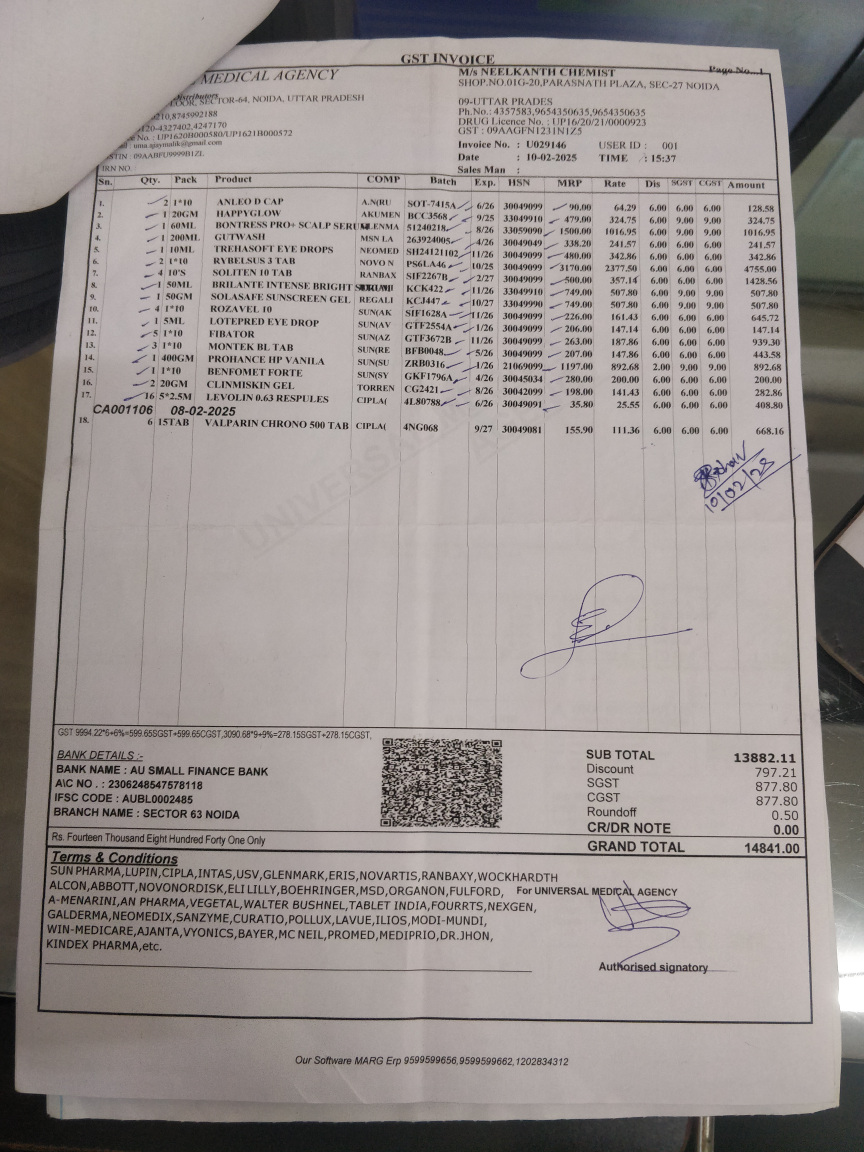 GST INVOICE
Page No...1
MEDICAL AGENCY
M/s NEELKANTH CHEMIST
SHOP.NO.01G-20,PARASNATH PLAZA, SEC-27 NOIDA
Distributors
SECTOR-64, NOIDA, UTTAR PRADESH
09-UTTAR PRADES
8745992188
Ph.No.: 4357583,9654350635,9654350635
0120-4327402,4247170
DRUG Licence No. : UP16/20/21/0000923
No. : UP1620B000580/UP1621B000572
GST : 09AAGFN1231N1Z5
uma.ajaymalik@gmail.com
GSTIN : 09AABFU9999B1ZL
Invoice No. : U029146 USER ID : 001
Date : 10-02-2025 TIME : 15:37
IRN NO. :
Sales Man :
Sn. Qty. Pack Product COMP Batch Exp. HSN MRP Rate Dis SGST CGST Amount
1. 2 1*10 ANLEO D CAP A.N(RU SOT-7415A 6/26 30049099 90.00 64.29 6.00 6.00 6.00 128.58
2. 1 20GM HAPPYGLOW AKUMEN BCC3568 9/25 33049910 479.00 324.75 6.00 9.00 9.00 324.75
3. 1 60ML BONTRESS PRO+ SCALP SERUM GLENMA 51240218 8/26 33059090 1500.00 1016.95 6.00 9.00 9.00 1016.95
4. 1 200ML GUTWASH MSN LA 263924005 4/26 30049049 338.20 241.57 6.00 6.00 6.00 241.57
5. 1 10ML TREHASOFT EYE DROPS NEOMED SH24121102 11/26 30049099 480.00 342.86 6.00 6.00 6.00 342.86
6. 2 1*10 RYBELSUS 3 TAB NOVO N PS6LA46 10/25 30049099 3170.00 2377.50 6.00 6.00 6.00 4755.00
7. 4 10'S SOLITEN 10 TAB RANBAX SIF2267B 2/27 30049099 500.00 357.14 6.00 6.00 6.00 1428.56
8. 1 50ML BRILANTE INTENSE BRIGHT SERUM KCK422 11/26 33049910 749.00 507.80 6.00 9.00 9.00 507.80
9. 1 50GM SOLASAFE SUNSCREEN GEL REGALI KCJ447 10/27 33049990 749.00 507.80 6.00 9.00 9.00 507.80
10. 4 1*10 ROZAVEL 10 SUN(AK SIF1628A 11/26 30049099 226.00 161.43 6.00 6.00 6.00 645.72
11. 1 5ML LOTEPRED EYE DROP SUN(AV GTF2554A 1/26 30049099 206.00 147.14 6.00 6.00 6.00 147.14
12. 5 1*10 FIBATOR SUN(AZ GTF3672B 11/26 30049099 263.00 187.86 6.00 6.00 6.00 939.30
13. 3 1*10 MONTEK BL TAB SUN(RE BFB0048 5/26 30049099 207.00 147.86 6.00 6.00 6.00 443.58
14. 1 400GM PROHANCE HP VANILA SUN(SU ZRB0316 1/26 21069099 1197.00 892.68 2.00 9.00 9.00 892.68
15. 1 1*10 BENFOMET FORTE SUN(SY GKF1796A 4/26 30045034 280.00 200.00 6.00 6.00 6.00 200.00
16. 2 20GM CLINMISKIN GEL TORREN CG2421 8/26 30042099 198.00 141.43 6.00 6.00 6.00 282.86
17. 16 5*2.5M LEVOLIN 0.63 RESPULES CIPLA( 4L80788 6/26 30049091 35.80 25.55 6.00 6.00 6.00 408.80
CA001106 08-02-2025
18. 6 15TAB VALPARIN CHRONO 500 TAB CIPLA( 4NG068 9/27 30049081 155.90 111.36 6.00 6.00 6.00 668.16
10/02/28
GST 9994.22*6+6%=599.65SGST+599.65CGST,3090.68*9+9%=278.15SGST+278.15CGST,
BANK DETAILS :-
BANK NAME : AU SMALL FINANCE BANK
A\C NO . : 2306248547578118
IFSC CODE : AUBL0002485
BRANCH NAME : SECTOR 63 NOIDA
SUB TOTAL 13882.11
Discount 797.21
SGST 877.80
CGST 877.80
Roundoff 0.50
CR/DR NOTE 0.00
Rs. Fourteen Thousand Eight Hundred Forty One Only
GRAND TOTAL 14841.00
Terms & Conditions
SUN PHARMA,LUPIN,CIPLA,INTAS,USV,GLENMARK,ERIS,NOVARTIS,RANBAXY,WOCKHARDTH
ALCON,ABBOTT,NOVONORDISK,ELI LILLY,BOEHRINGER,MSD,ORGANON,FULFORD,
For UNIVERSAL MEDICAL AGENCY
A-MENARINI,AN PHARMA,VEGETAL,WALTER BUSHNEL,TABLET INDIA,FOURRTS,NEXGEN,
GALDERMA,NEOMEDIX,SANZYME,CURATIO,POLLUX,LAVUE,ILIOS,MODI-MUNDI,
WIN-MEDICARE,AJANTA,VYONICS,BAYER,MC NEIL,PROMED,MEDIPRIO,DR.JHON,
KINDEX PHARMA,etc.
Authorised signatory
Our Software MARG Erp 9599599656,9599599662,1202834312